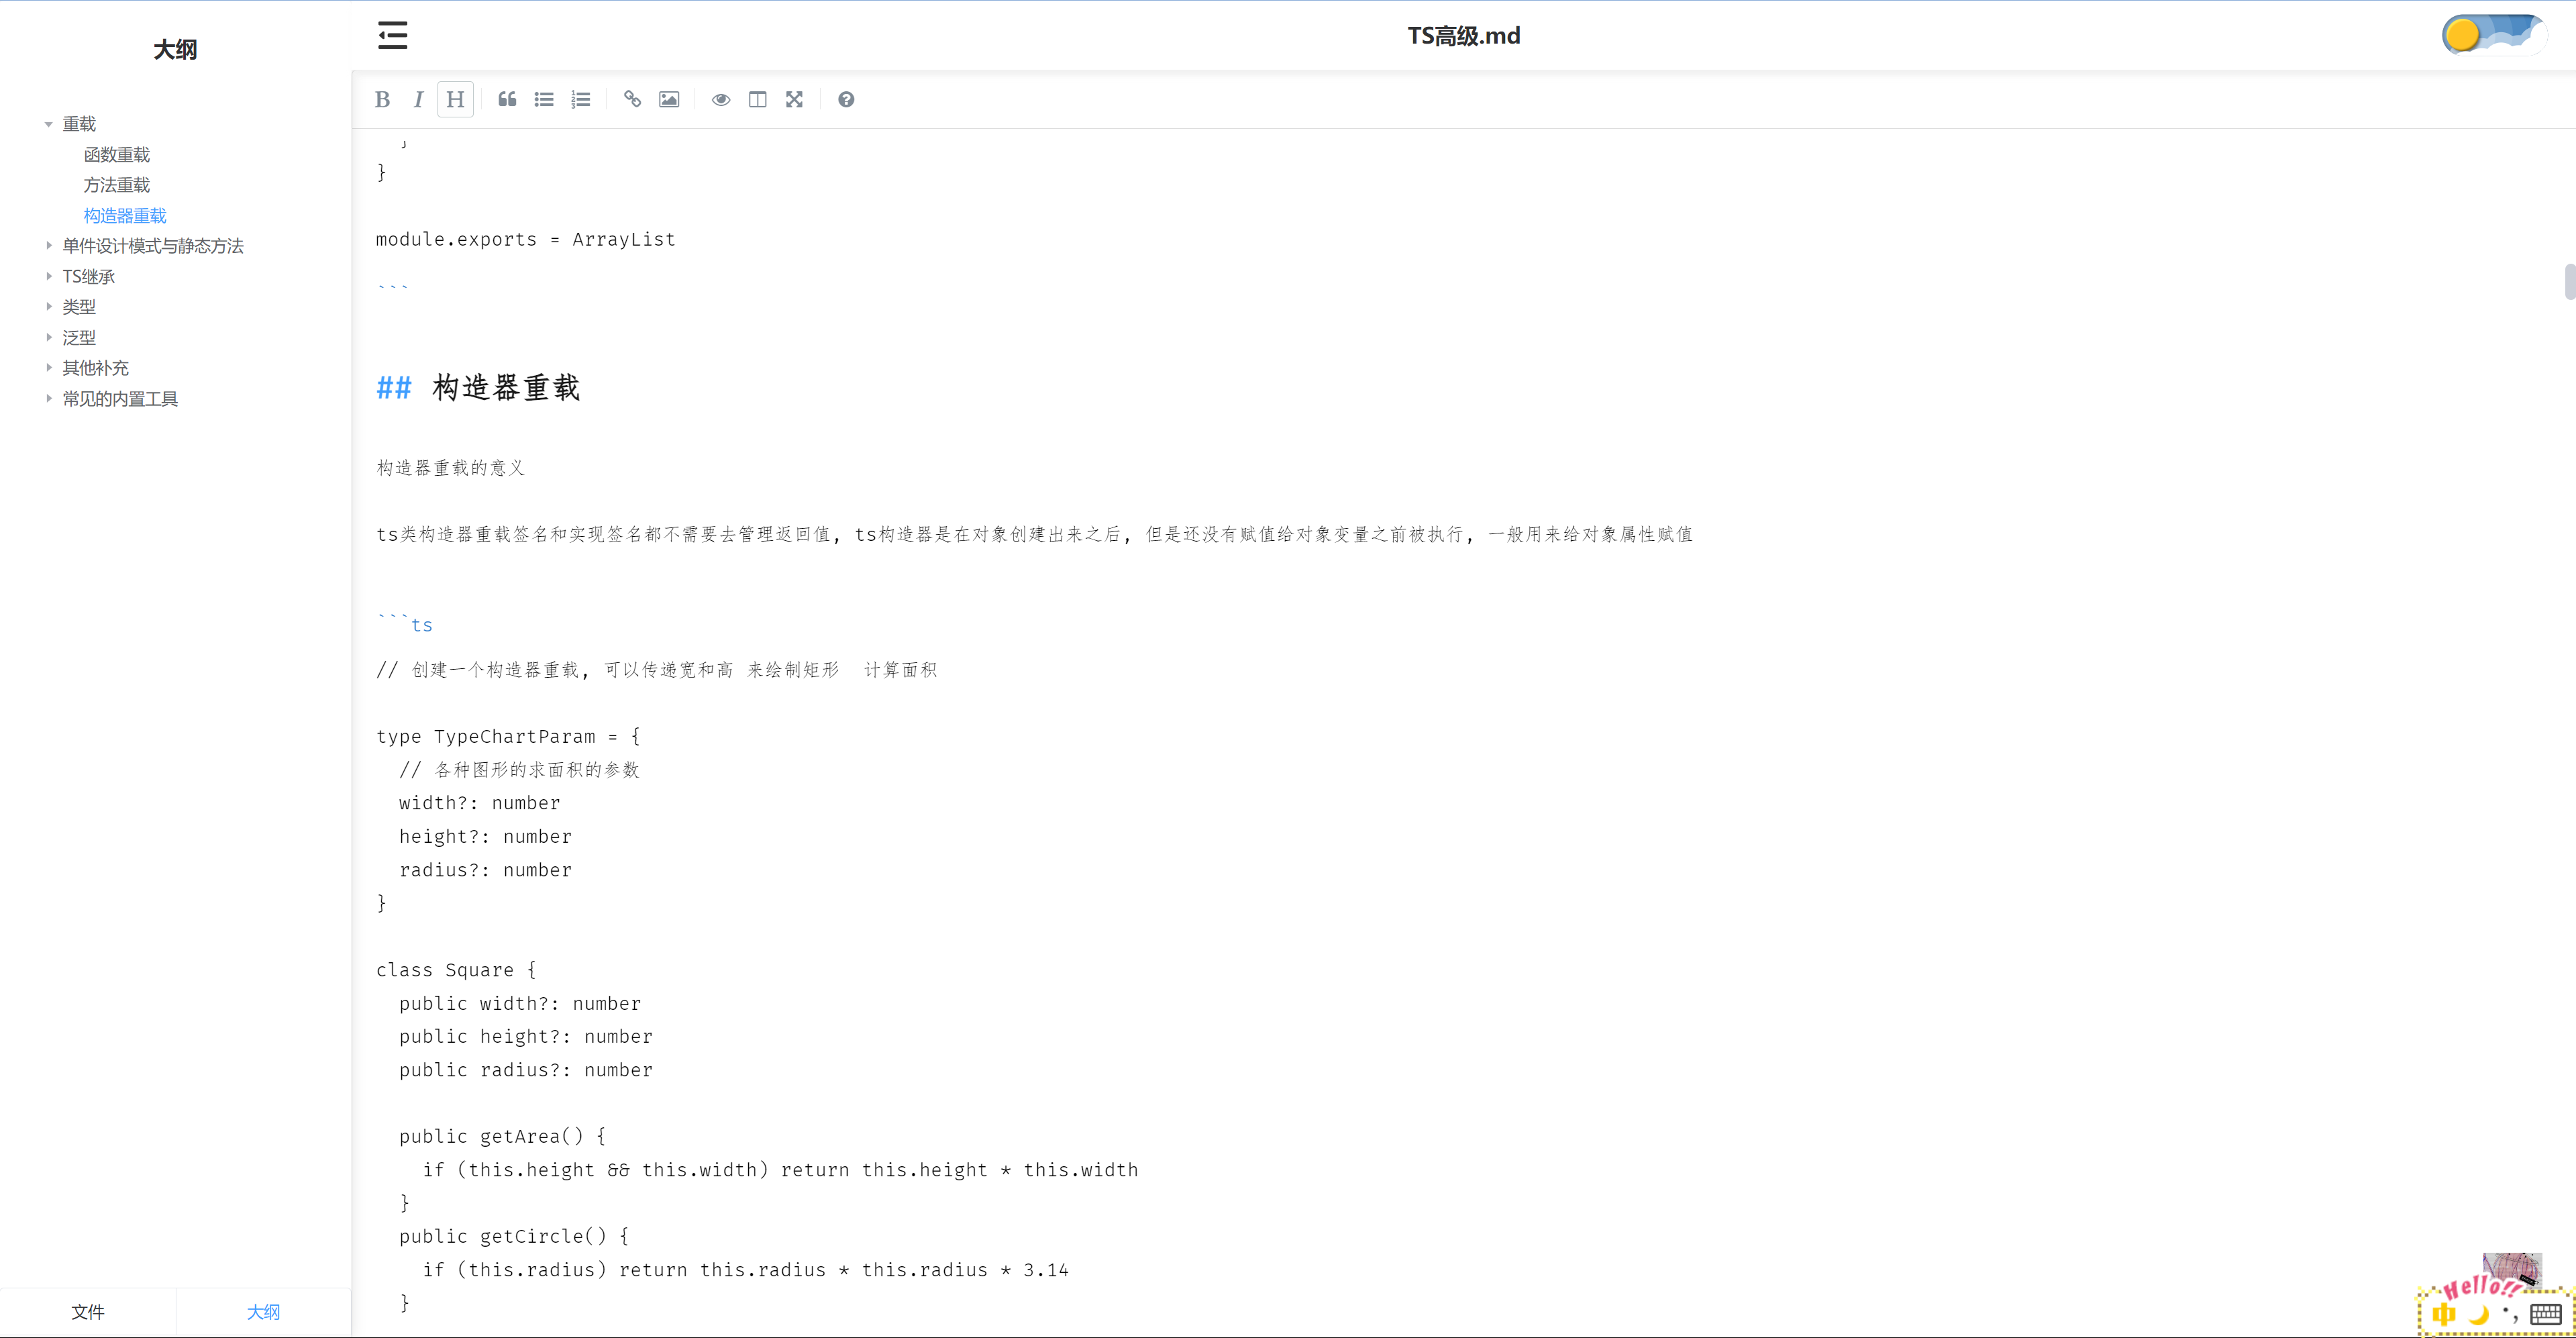 大纲
TS高级.md
重载
函数重载
方法重载
构造器重载
单件设计模式与静态方法
TS继承
类型
泛型
其他补充
常见的内置工具
文件
大纲
B I H
}
}
module.exports = ArrayList
```
## 构造器重载
构造器重载的意义
ts类构造器重载签名和实现签名都不需要去管理返回值, ts构造器是在对象创建出来之后, 但是还没有赋值给对象变量之前被执行, 一般用来给对象属性赋值
```ts
// 创建一个构造器重载, 可以传递宽和高 来绘制矩形  计算面积
type TypeChartParam = {
  // 各种图形的求面积的参数
  width?: number
  height?: number
  radius?: number
}
class Square {
  public width?: number
  public height?: number
  public radius?: number
  public getArea() {
    if (this.height && this.width) return this.height * this.width
  }
  public getCircle() {
    if (this.radius) return this.radius * this.radius * 3.14
  }
Hello!!
中